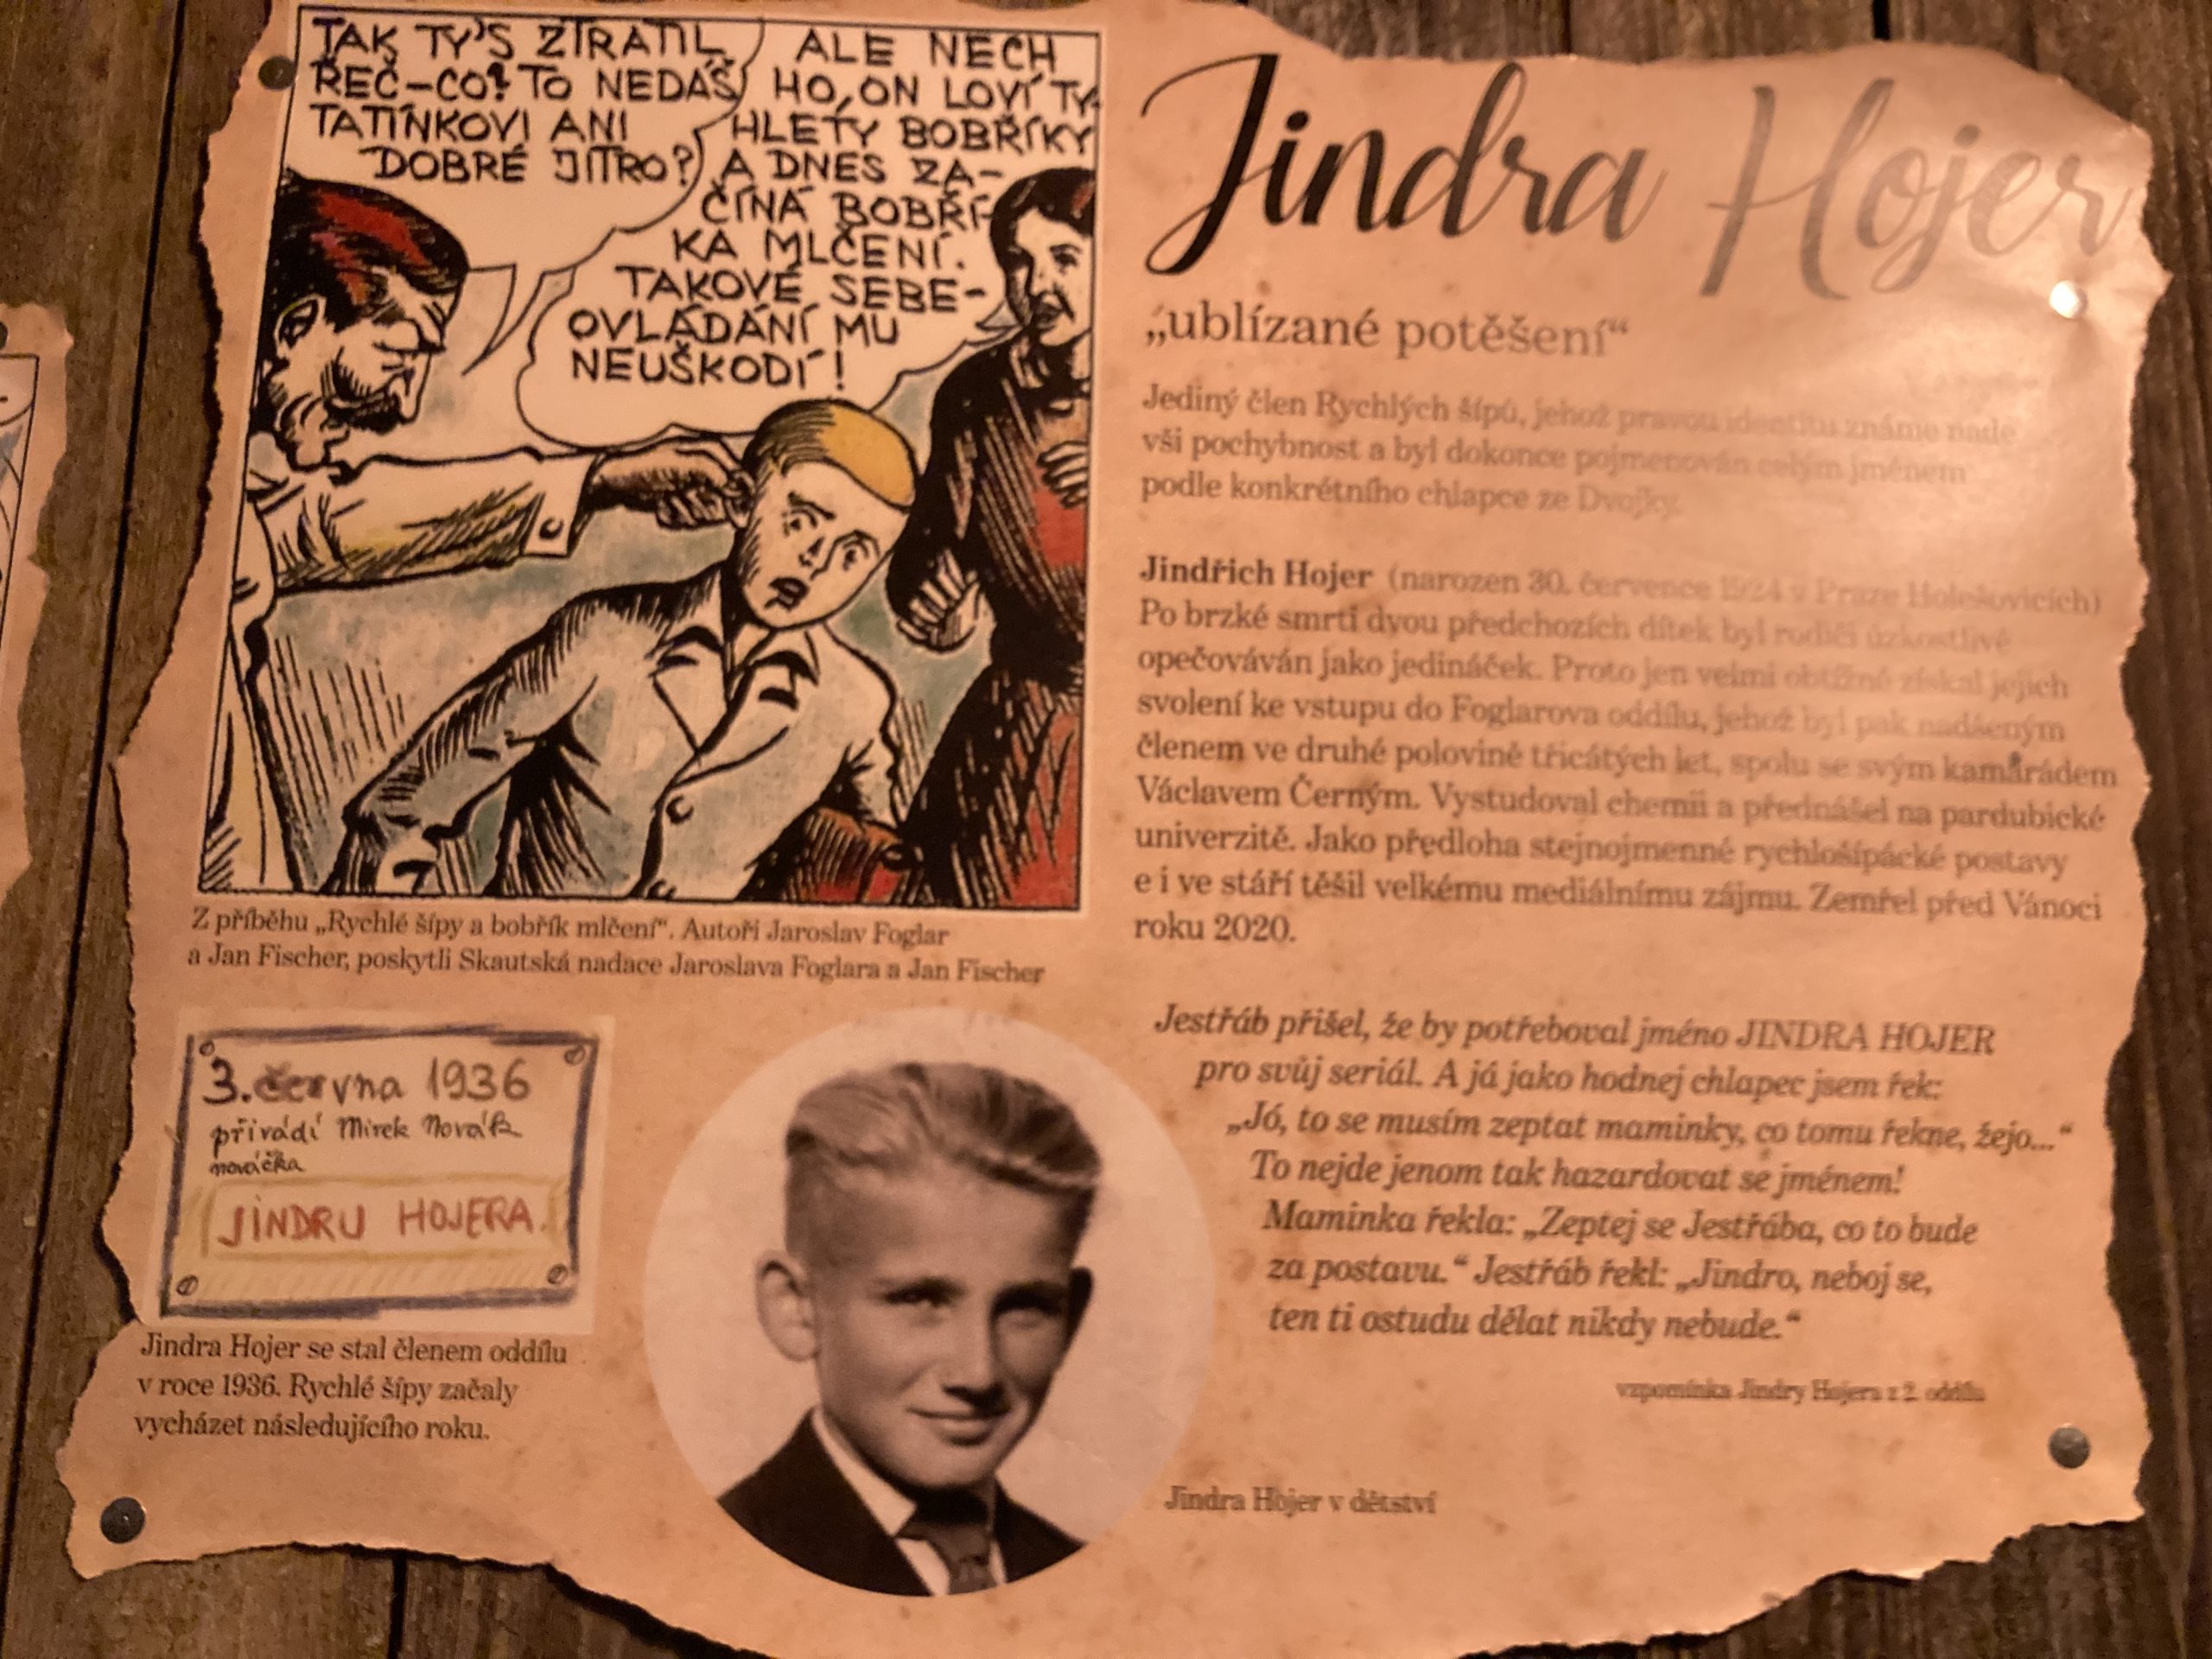 TAK TY'S ZTRATIL
ŘEČ-CO? TO NEDÁŠ
TATÍNKOVI ANI
DOBRÉ JITRO?
ALE NECH
HO, ON LOVÍ TY-
HLETY BOBŘÍKY
A DNES ZA-
ČÍNÁ BOBŘÍ-
KA MLČENÍ.
TAKOVÉ SEBE-
OVLÁDÁNÍ MU
NEUŠKODÍ!
Z příběhu „Rychlé šípy a bobřík mlčení“. Autoři Jaroslav Foglar
a Jan Fischer, poskytli Skautská nadace Jaroslava Foglara a Jan Fischer
3. června 1936
přivádí Mirek Novák
nováčka
JINDRU HOJERA.
Jindra Hojer se stal členem oddílu
v roce 1936. Rychlé šípy začaly
vycházet následujícího roku.
Jindra Hojer
„ublízané potěšení“
Jediný člen Rychlých šípů, jehož pravou identitu známe nade
vši pochybnost a byl dokonce pojmenován celým jménem
podle konkrétního chlapce ze Dvojky.
Jindřich Hojer (narozen 30. července 1924 v Praze Holešovicích)
Po brzké smrti dvou předchozích dítek byl rodiči úzkostlivě
opečováván jako jedináček. Proto jen velmi obtížně získal jejich
svolení ke vstupu do Foglarova oddílu, jehož byl pak nadšeným
členem ve druhé polovině třicátých let, spolu se svým kamarádem
Václavem Černým. Vystudoval chemii a přednášel na pardubické
univerzitě. Jako předloha stejnojmenné rychlošípácké postavy
e i ve stáří těšil velkému mediálnímu zájmu. Zemřel před Vánoci
roku 2020.
Jestřáb přišel, že by potřeboval jméno JINDRA HOJER
pro svůj seriál. A já jako hodnej chlapec jsem řek:
„Jó, to se musím zeptat maminky, co tomu řekne, žejo...“
To nejde jenom tak hazardovat se jménem!
Maminka řekla: „Zeptej se Jestřába, co to bude
za postavu.“ Jestřáb řekl: „Jindro, neboj se,
ten ti ostudu dělat nikdy nebude.“
vzpomínka Jindry Hojera z 2. oddílu
Jindra Hojer v dětství